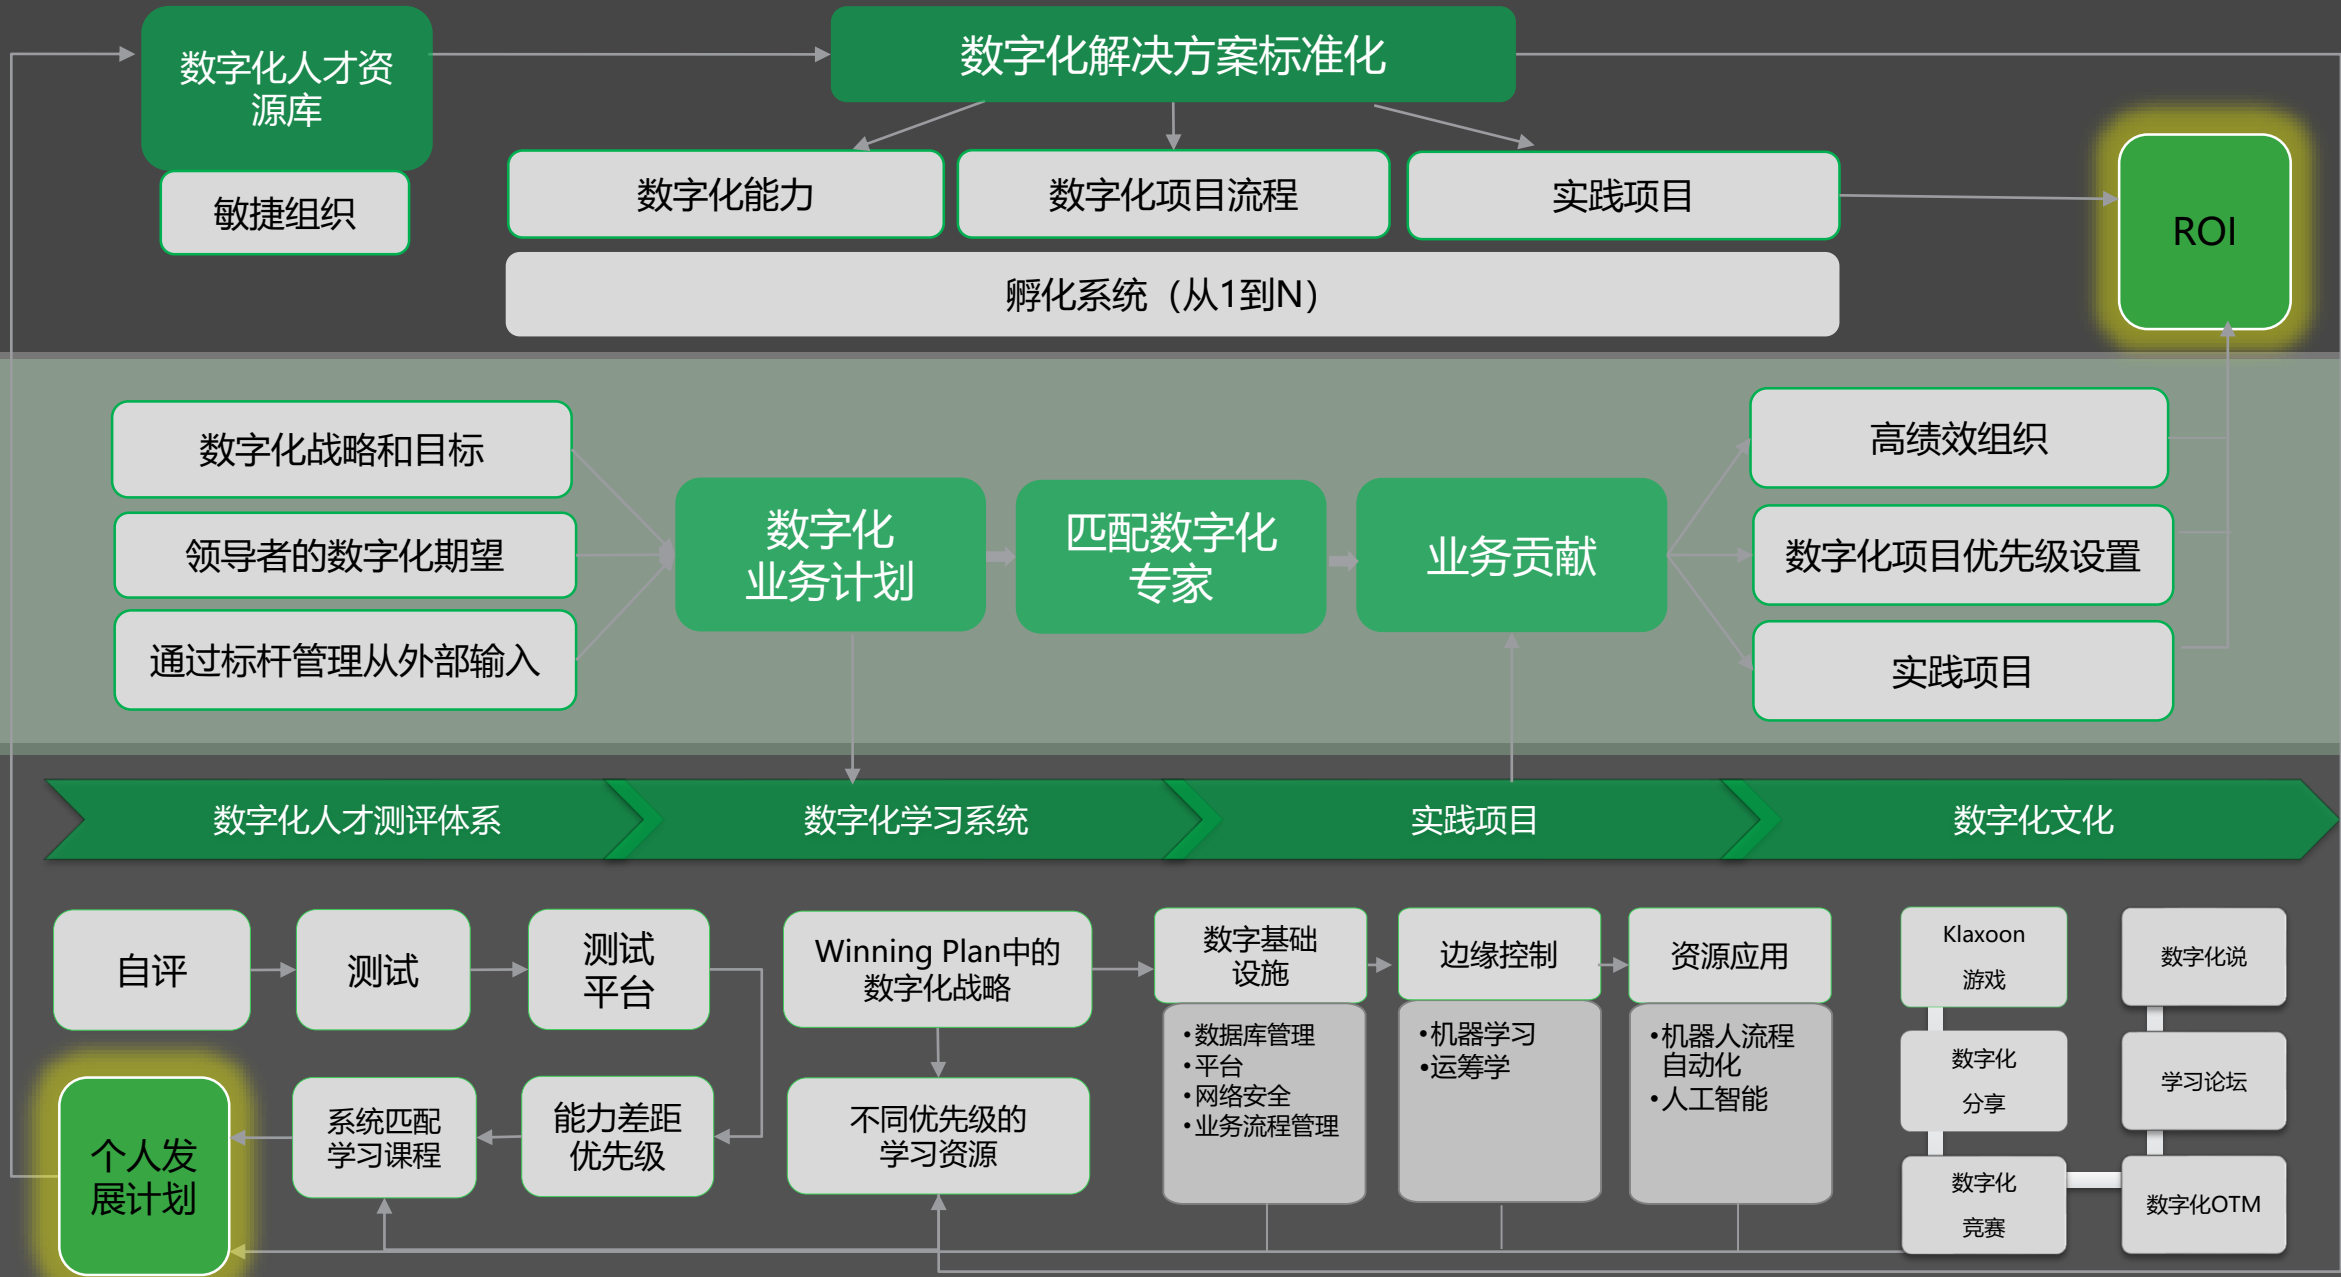 数字化人才资
源库
敏捷组织
数字化解决方案标准化
数字化能力
数字化项目流程
实践项目
孵化系统（从1到N）
ROI
数字化战略和目标
领导者的数字化期望
通过标杆管理从外部输入
数字化
业务计划
匹配数字化
专家
业务贡献
高绩效组织
数字化项目优先级设置
实践项目
数字化人才测评体系
数字化学习系统
实践项目
数字化文化
自评
测试
测试
平台
个人发
展计划
系统匹配
学习课程
能力差距
优先级
Winning Plan中的
数字化战略
不同优先级的
学习资源
数字基础
设施
•数据库管理
•平台
•网络安全
•业务流程管理
边缘控制
•机器学习
•运筹学
资源应用
•机器人流程
自动化
•人工智能
Klaxoon
游戏
数字化
分享
数字化
竞赛
数字化说
学习论坛
数字化OTM